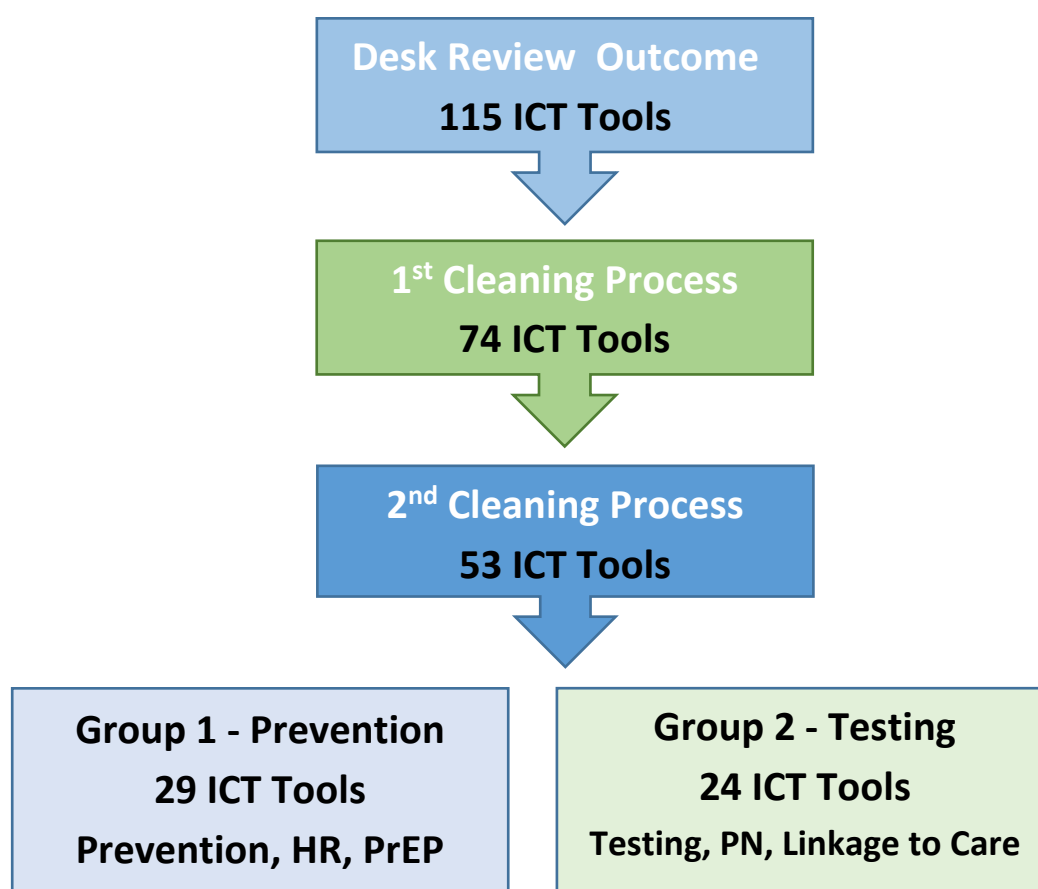 Desk Review Outcome
115 ICT Tools
1st Cleaning Process
74 ICT Tools
2nd Cleaning Process
53 ICT Tools
Group 1 - Prevention
29 ICT Tools
Prevention, HR, PrEP
Group 2 - Testing
24 ICT Tools
Testing, PN, Linkage to Care